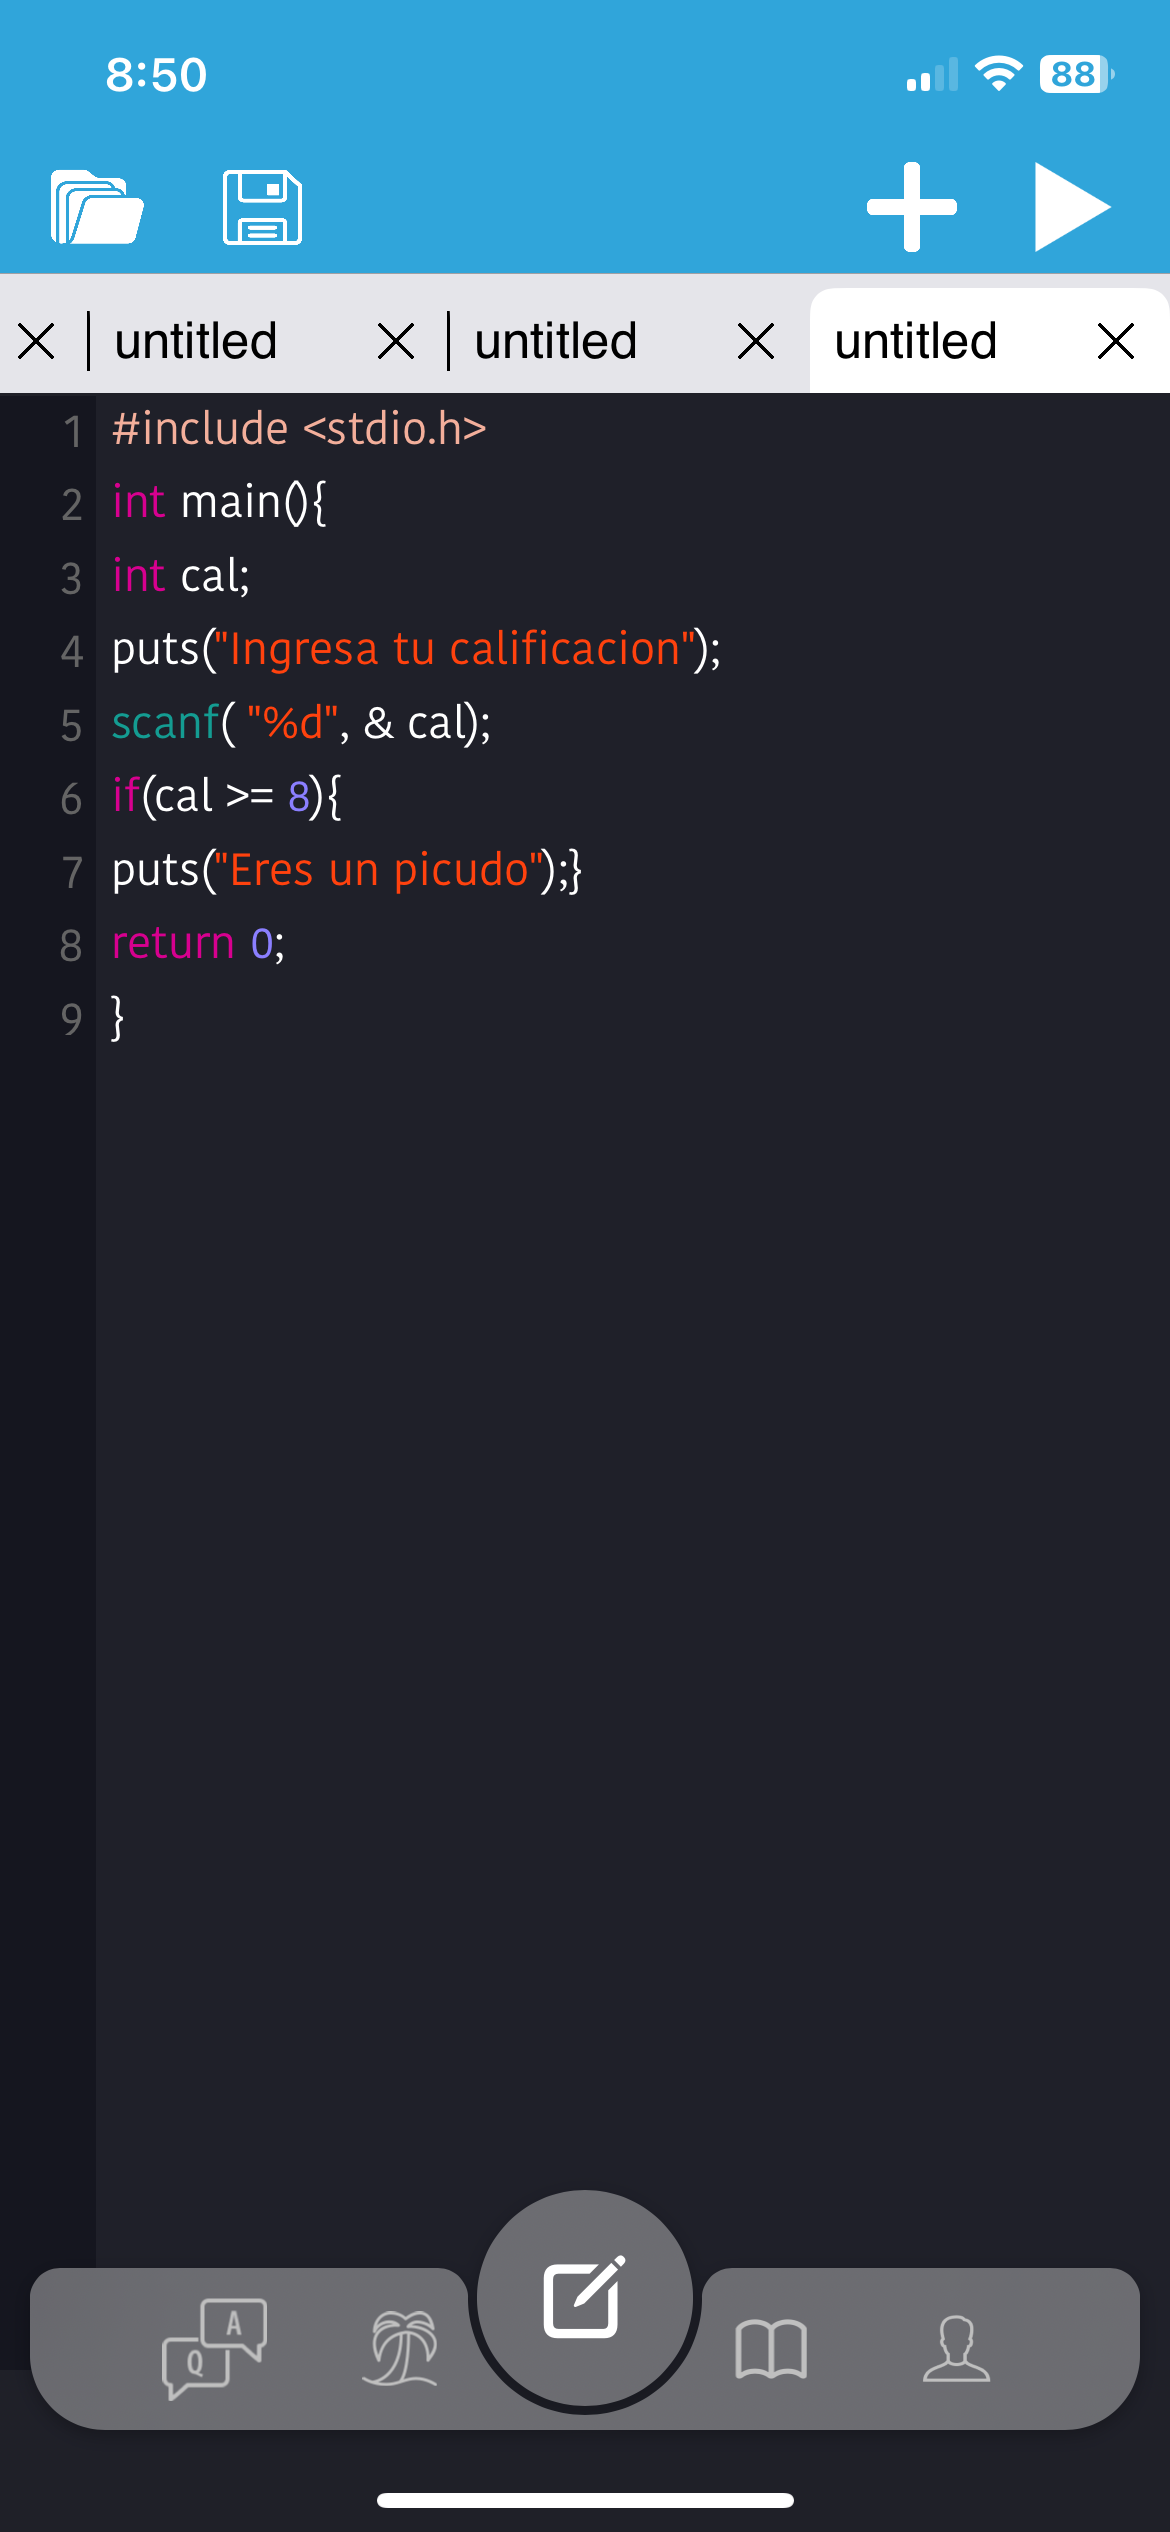 8:50 88
untitled untitled untitled
1 #include <stdio.h>
2 int main(){
3 int cal;
4 puts("Ingresa tu calificacion");
5 scanf( "%d", & cal);
6 if(cal >= 8){
7 puts("Eres un picudo");}
8 return 0;
9 }
A
Q